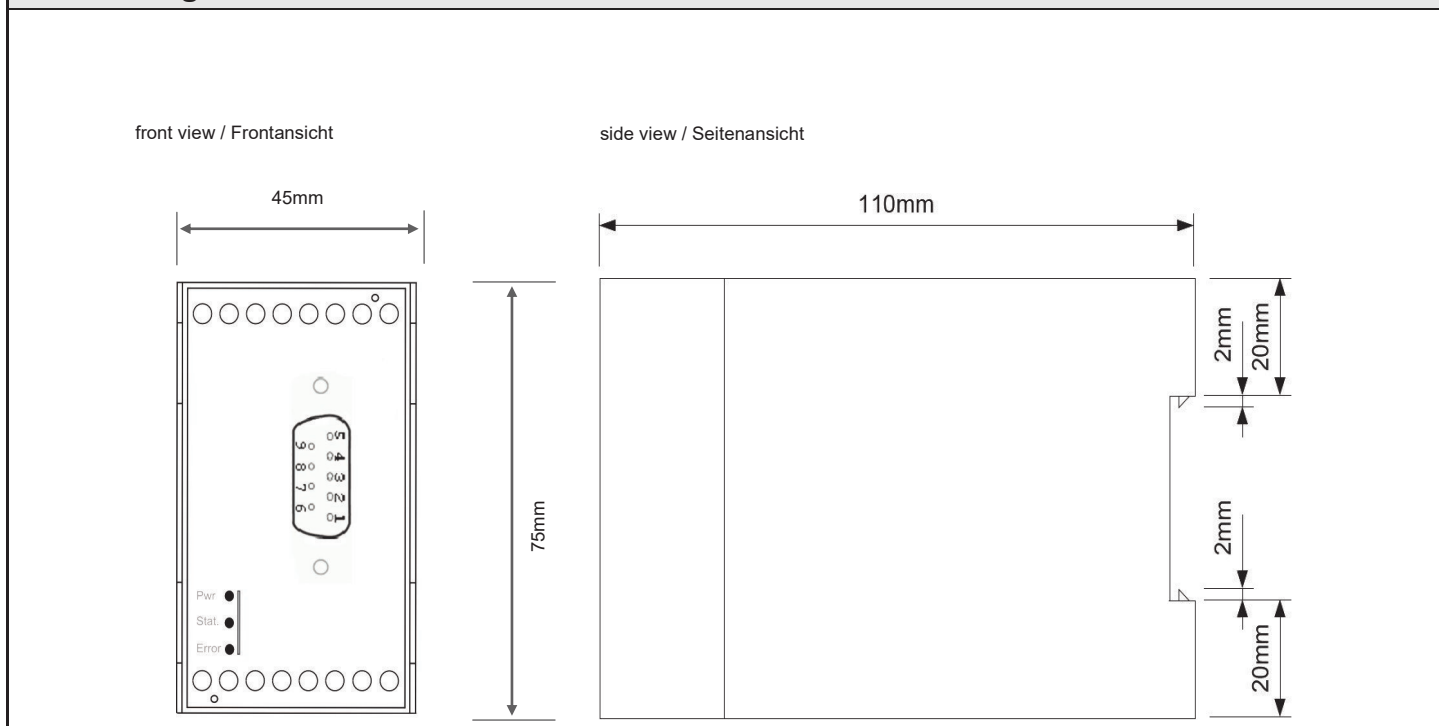 front view / Frontansicht
side view / Seitenansicht
45mm
110mm
2mm
20mm
75mm
5
9
4
8
3
7
2
6
1
2mm
20mm
Pwr
Stat.
Error